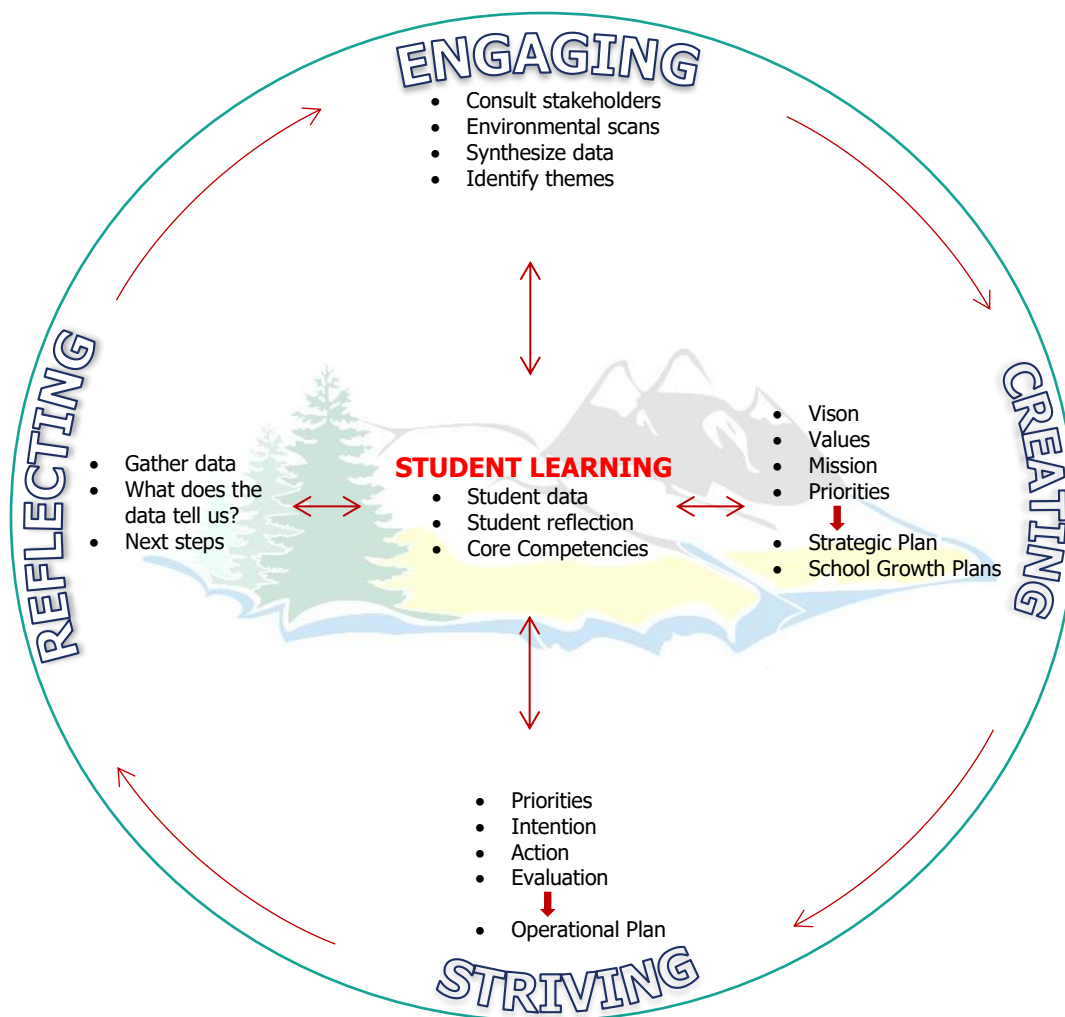 ENGAGING
• Consult stakeholders
• Environmental scans
• Synthesize data
• Identify themes
CREATING
• Vison
• Values
• Mission
• Priorities
• Strategic Plan
• School Growth Plans
STUDENT LEARNING
• Student data
• Student reflection
• Core Competencies
REFLECTING
• Gather data
• What does the
data tell us?
• Next steps
• Priorities
• Intention
• Action
• Evaluation
• Operational Plan
STRIVING